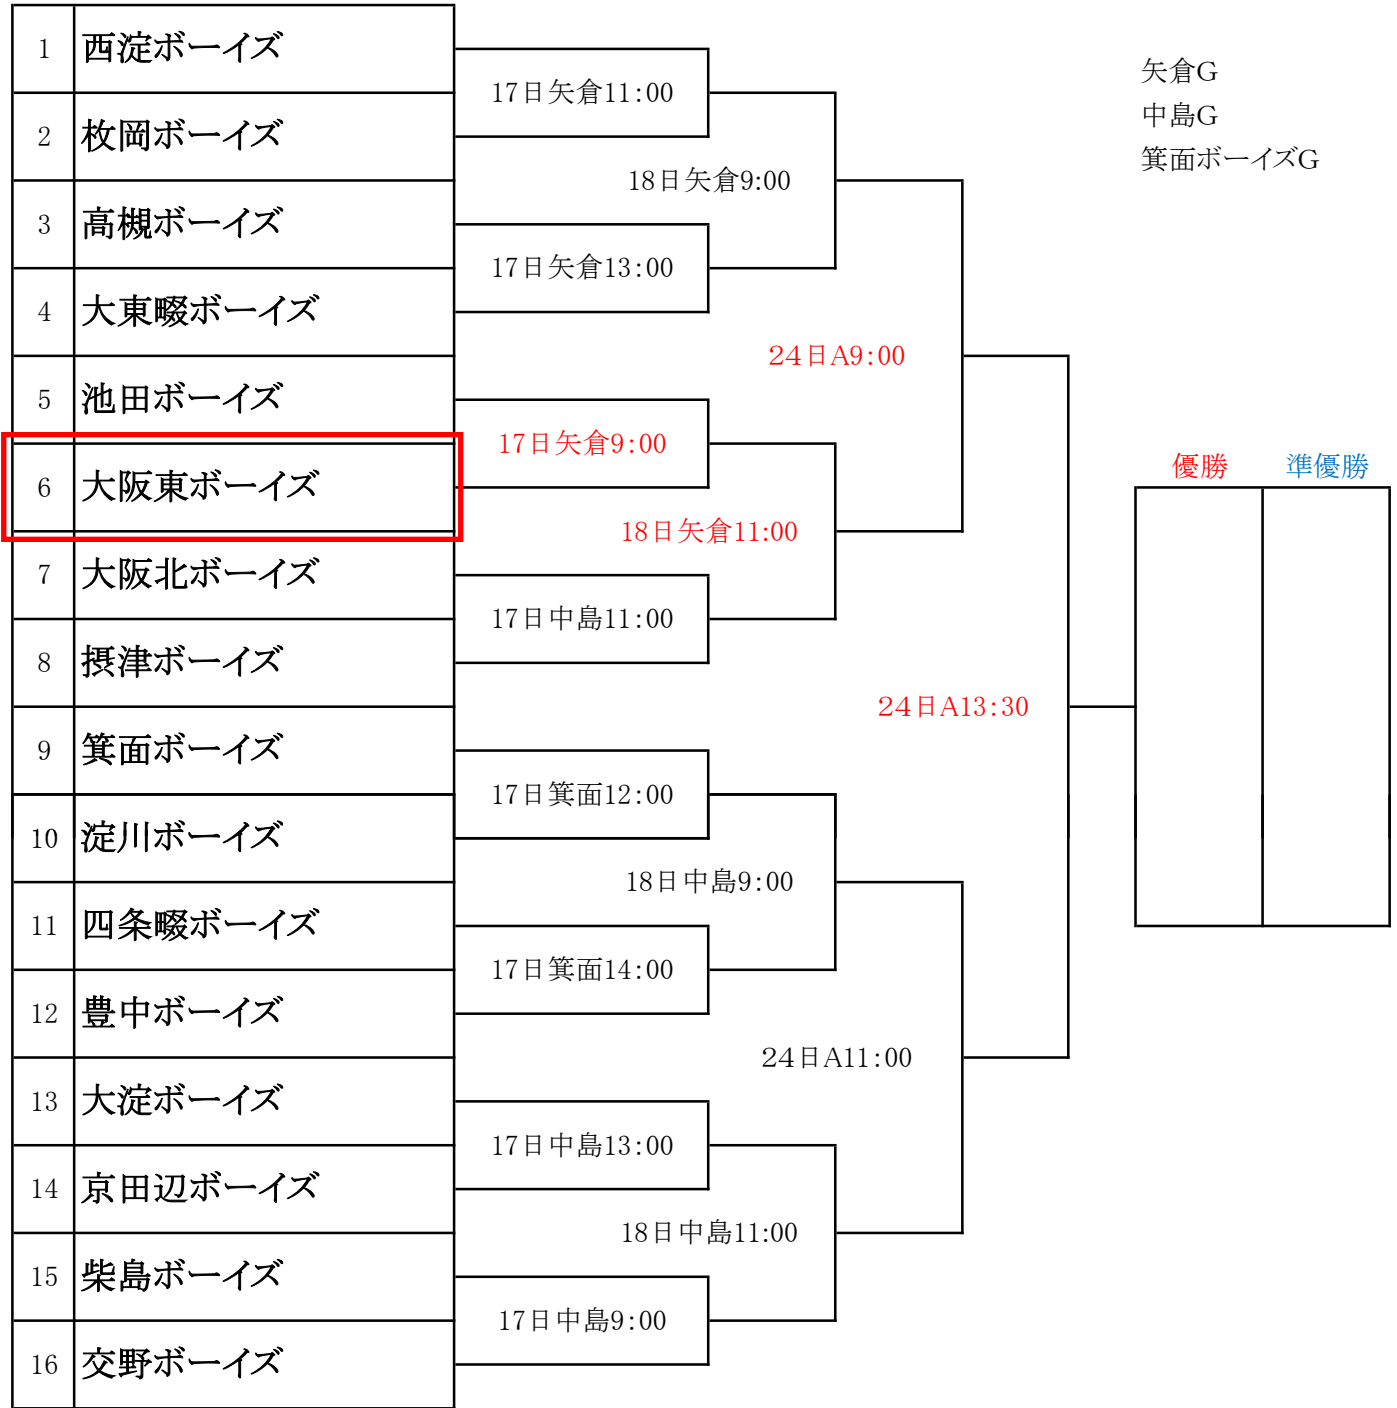 1 西淀ボーイズ
17日矢倉11:00
矢倉G
2 枚岡ボーイズ
中島G
箕面ボーイズG
18日矢倉9:00
3 高槻ボーイズ
17日矢倉13:00
4 大東畷ボーイズ
24日A9:00
5 池田ボーイズ
17日矢倉9:00
優勝 準優勝
6 大阪東ボーイズ
18日矢倉11:00
7 大阪北ボーイズ
17日中島11:00
8 摂津ボーイズ
24日A13:30
9 箕面ボーイズ
17日箕面12:00
10 淀川ボーイズ
18日中島9:00
11 四条畷ボーイズ
17日箕面14:00
12 豊中ボーイズ
24日A11:00
13 大淀ボーイズ
17日中島13:00
14 京田辺ボーイズ
18日中島11:00
15 柴島ボーイズ
17日中島9:00
16 交野ボーイズ